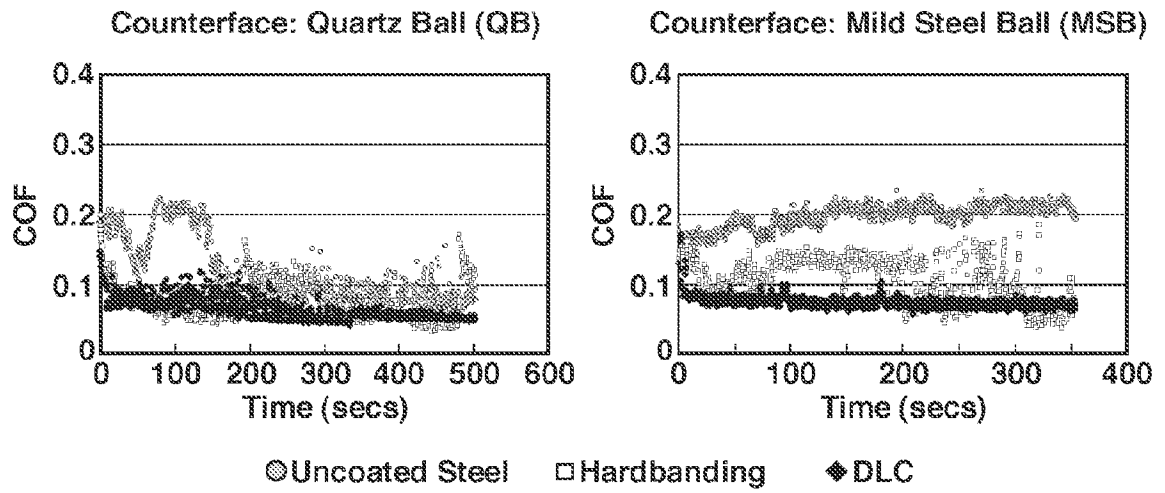 Counterface: Quartz Ball (QB)
0.4
0.3
0.2
0.1
0
COF
0 100 200 300 400 500 600
Time (secs)
Counterface: Mild Steel Ball (MSB)
0.4
0.3
0.2
0.1
0
COF
0 100 200 300 400
Time (secs)
Uncoated Steel Hardbanding DLC